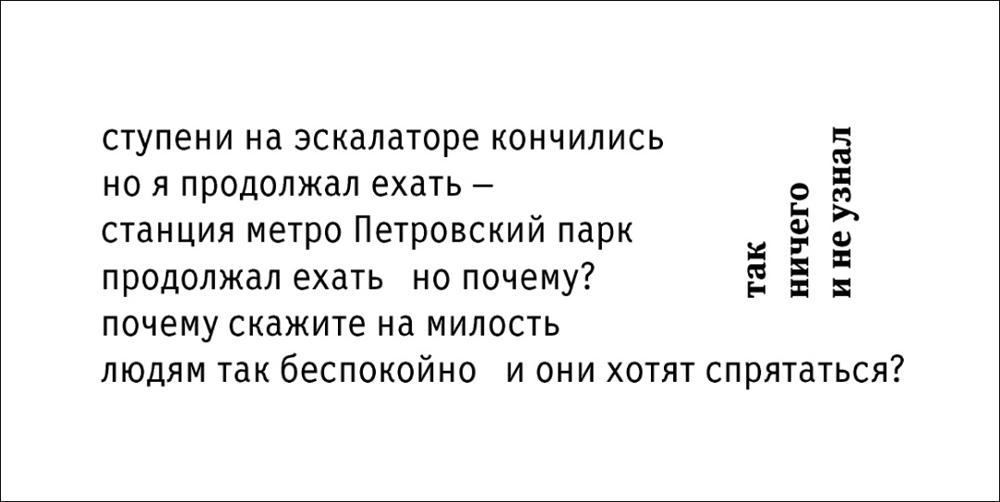 ступени на эскалаторе кончились
но я продолжал ехать –
станция метро Петровский парк
продолжал ехать   но почему?
почему скажите на милость
людям так беспокойно   и они хотят спрятаться?
так
ничего
и не узнал